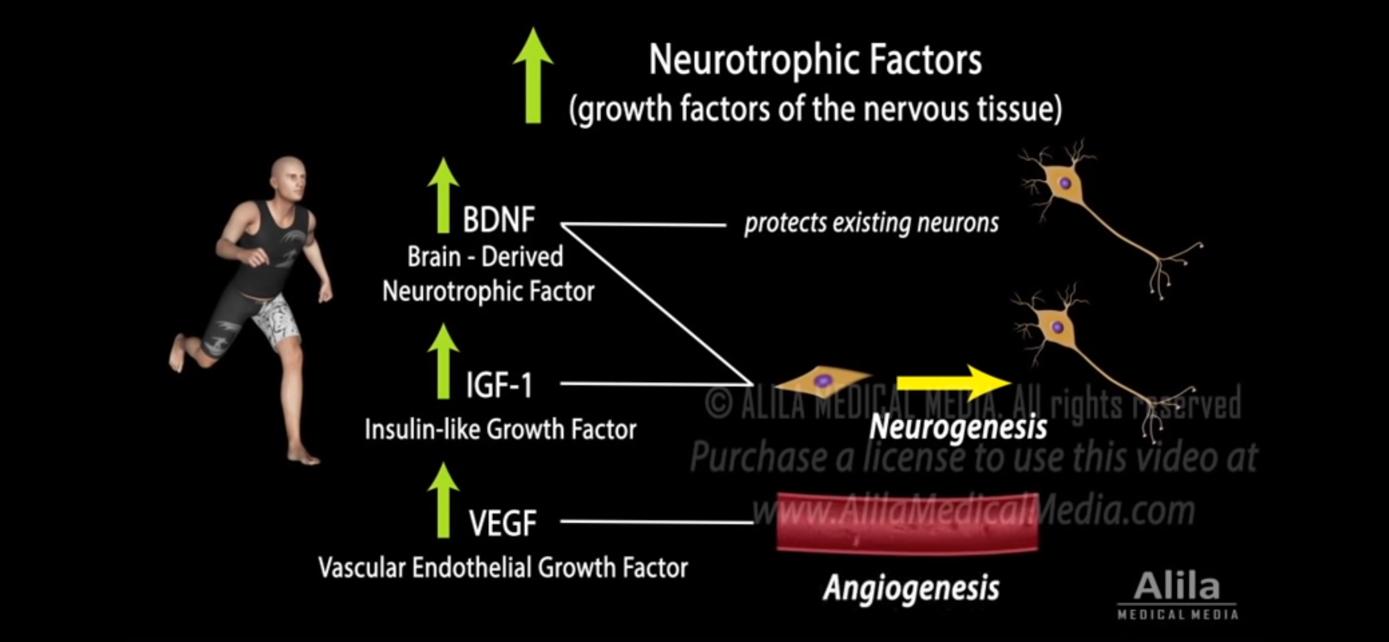 Neurotrophic Factors
(growth factors of the nervous tissue)
BDNF
Brain - Derived
Neurotrophic Factor
protects existing neurons
IGF-1
Insulin-like Growth Factor
© ALILA MEDICAL MEDIA. All rights reserved
Neurogenesis
Purchase a license to use this video at
www.AlilaMedicalMedia.com
VEGF
Vascular Endothelial Growth Factor
Angiogenesis
Alila
MEDICAL MEDIA